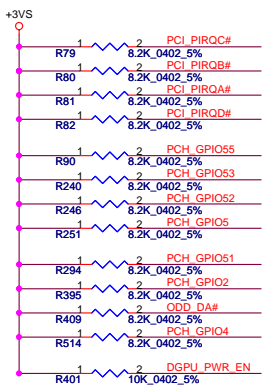 +3VS
1 2 PCI_PIRQC#
R79 8.2K_0402_5%
1 2 PCI_PIRQB#
R80 8.2K_0402_5%
1 2 PCI_PIRQA#
R81 8.2K_0402_5%
1 2 PCI_PIRQD#
R82 8.2K_0402_5%
1 2 PCH_GPIO55
R90 8.2K_0402_5%
1 2 PCH_GPIO53
R240 8.2K_0402_5%
1 2 PCH_GPIO52
R246 8.2K_0402_5%
1 2 PCH_GPIO5
R251 8.2K_0402_5%
1 2 PCH_GPIO51
R294 8.2K_0402_5%
1 2 PCH_GPIO2
R395 8.2K_0402_5%
1 2 ODD_DA#
R409 8.2K_0402_5%
1 2 PCH_GPIO4
R514 8.2K_0402_5%
1 2 DGPU_PWR_EN
R401 10K_0402_5%